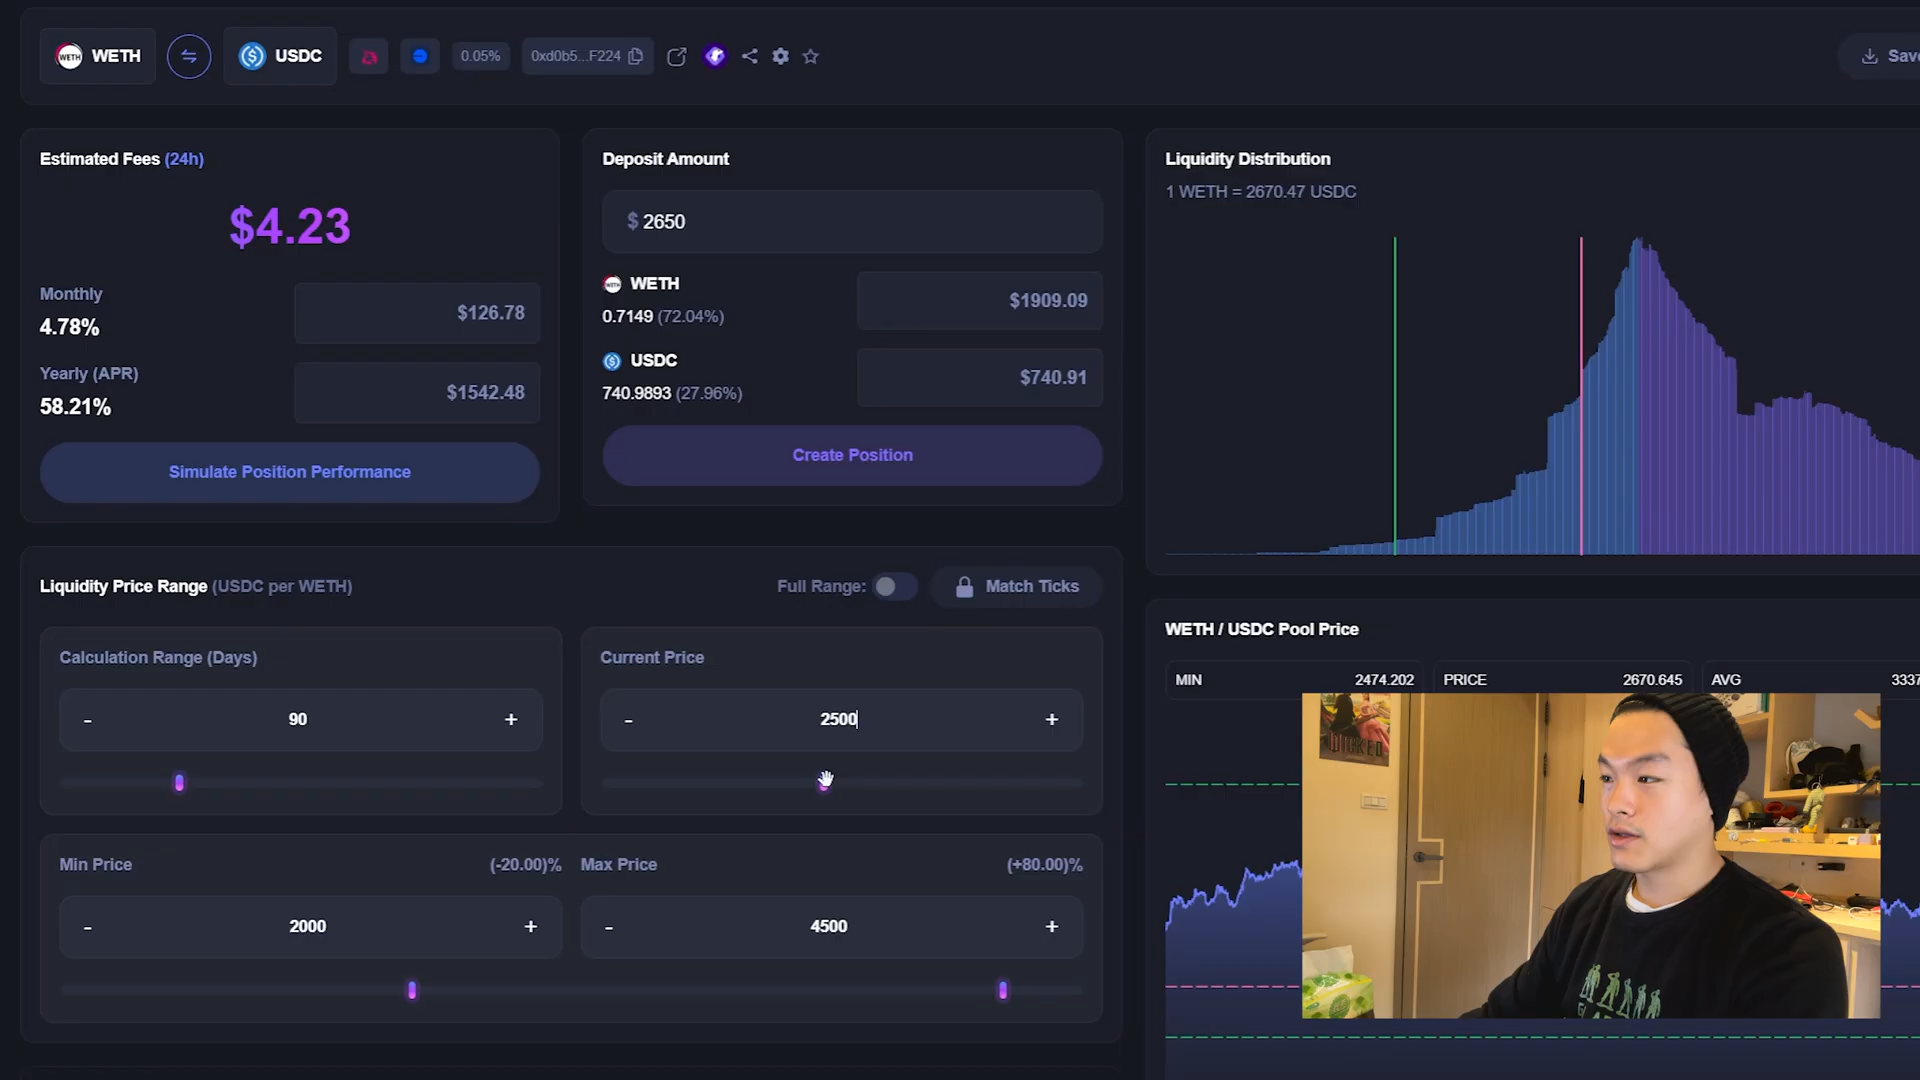 WETH
USDC
0.05%
0xd0b5...F224
Save
Estimated Fees (24h)
$4.23
Monthly
4.78%
$126.78
Yearly (APR)
58.21%
$1542.48
Simulate Position Performance
Deposit Amount
$ 2650
WETH
0.7149 (72.04%)
$1909.09
USDC
740.9893 (27.96%)
$740.91
Create Position
Liquidity Distribution
1 WETH = 2670.47 USDC
Liquidity Price Range (USDC per WETH)
Full Range:
Match Ticks
Calculation Range (Days)
- 90 +
Current Price
- 2500 +
Min Price (-20.00)%
- 2000 +
Max Price (+80.00)%
- 4500 +
WETH / USDC Pool Price
MIN 2474.202
PRICE 2670.645
AVG 3337
WICKED